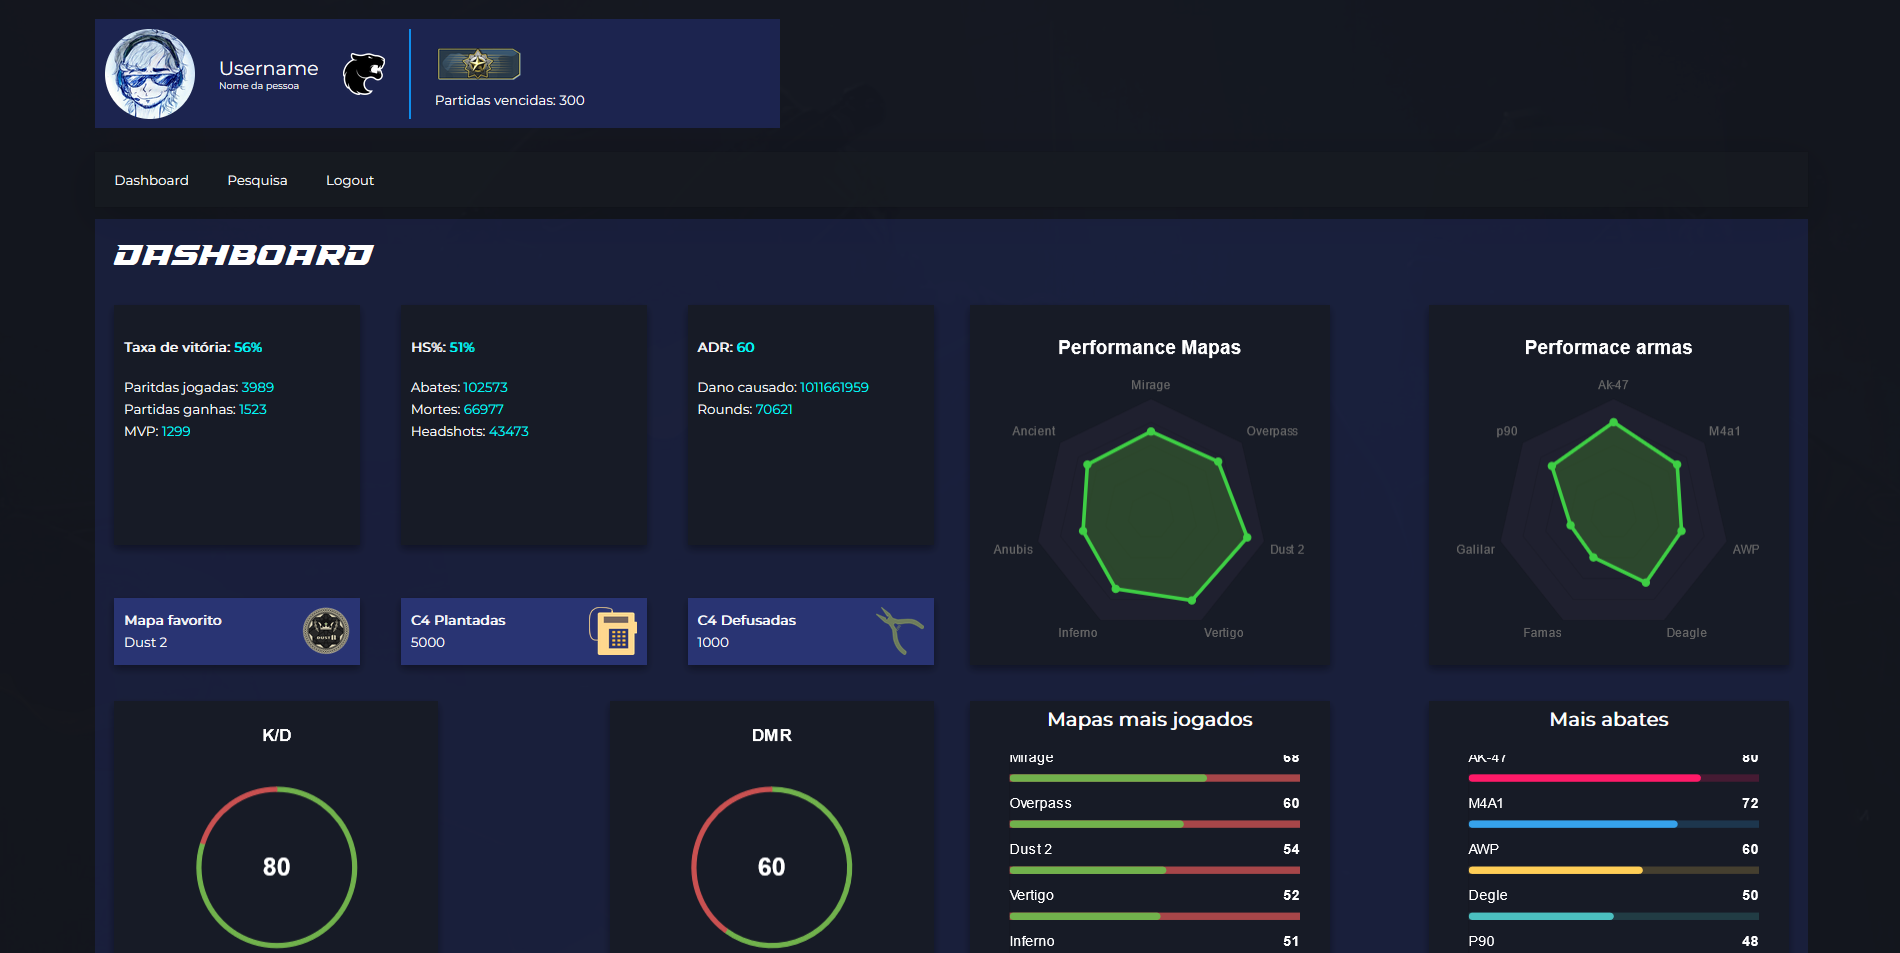 Username
Nome da pessoa
Partidas vencidas: 300
Dashboard
Pesquisa
Logout
DASHBOARD
Taxa de vitória: 56%
Paritdas jogadas: 3989
Partidas ganhas: 1523
MVP: 1299
HS%: 51%
Abates: 102573
Mortes: 66977
Headshots: 43473
ADR: 60
Dano causado: 1011661959
Rounds: 70621
Performance Mapas
Mirage
Overpass
Dust 2
Vertigo
Inferno
Anubis
Ancient
Performace armas
Ak-47
M4a1
AWP
Deagle
Famas
Galilar
p90
Mapa favorito
Dust 2
DUST II
C4 Plantadas
5000
C4 Defusadas
1000
K/D
80
DMR
60
Mapas mais jogados
Mirage 68
Overpass 60
Dust 2 54
Vertigo 52
Inferno 51
Mais abates
AK-47 80
M4A1 72
AWP 60
Degle 50
P90 48